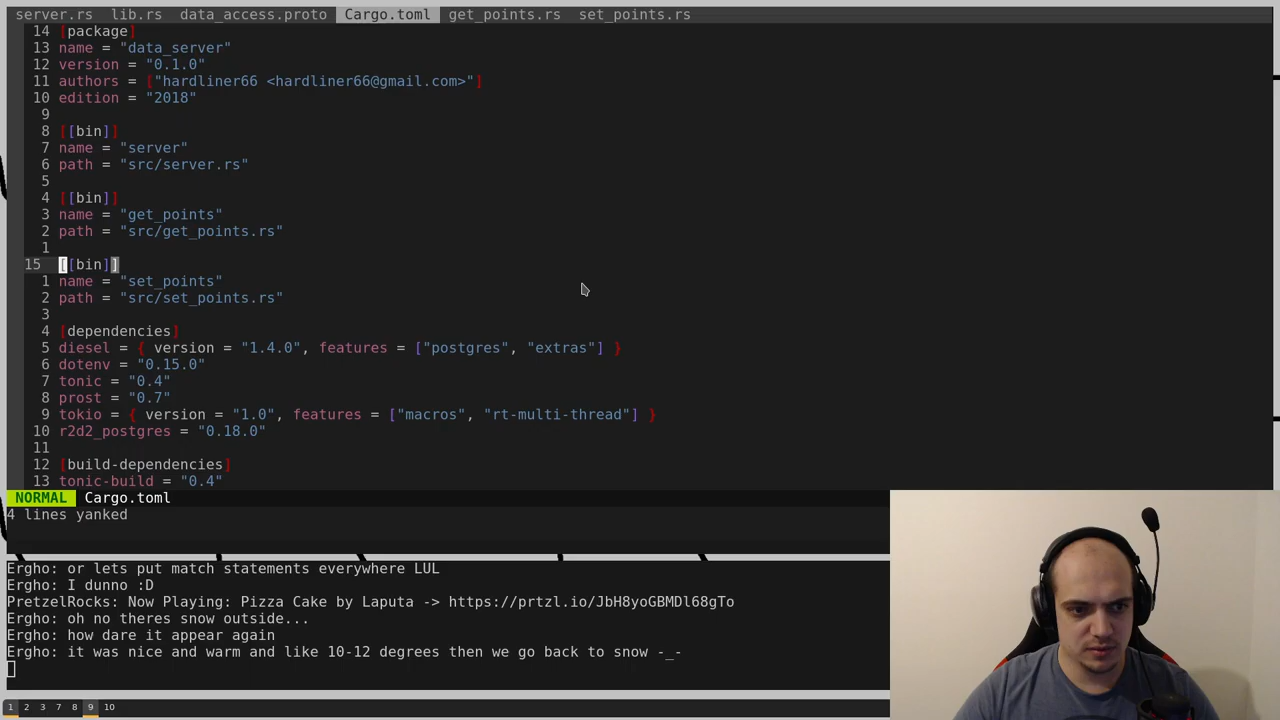 server.rs lib.rs data_access.proto Cargo.toml get_points.rs set_points.rs
14 [package]
13 name = "data_server"
12 version = "0.1.0"
11 authors = ["hardliner66 <hardliner66@gmail.com>"]
10 edition = "2018"
9
8 [[bin]]
7 name = "server"
6 path = "src/server.rs"
5
4 [[bin]]
3 name = "get_points"
2 path = "src/get_points.rs"
1
15 [[bin]]
1 name = "set_points"
2 path = "src/set_points.rs"
3
4 [dependencies]
5 diesel = { version = "1.4.0", features = ["postgres", "extras"] }
6 dotenv = "0.15.0"
7 tonic = "0.4"
8 prost = "0.7"
9 tokio = { version = "1.0", features = ["macros", "rt-multi-thread"] }
10 r2d2_postgres = "0.18.0"
11
12 [build-dependencies]
13 tonic-build = "0.4"
NORMAL Cargo.toml
4 lines yanked
Ergho: or lets put match statements everywhere LUL
Ergho: I dunno :D
PretzelRocks: Now Playing: Pizza Cake by Laputa -> https://prtzl.io/JbH8yoGBMDl68gTo
Ergho: oh no theres snow outside...
Ergho: how dare it appear again
Ergho: it was nice and warm and like 10-12 degrees then we go back to snow -_-
1 2 3 7 8 9 10